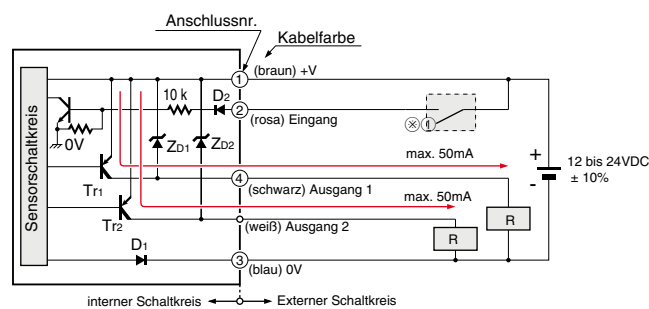 Anschlussnr.
Kabelfarbe
1 (braun) +V
10 k D2
2 (rosa) Eingang
※ ①
0V
ZD1 ZD2
max. 50mA
Sensorschaltkreis
+ 12 bis 24VDC
- ± 10%
Tr1
4 (schwarz) Ausgang 1
max. 50mA
R
Tr2
(weiß) Ausgang 2
R
D1
3 (blau) 0V
interner Schaltkreis Externer Schaltkreis